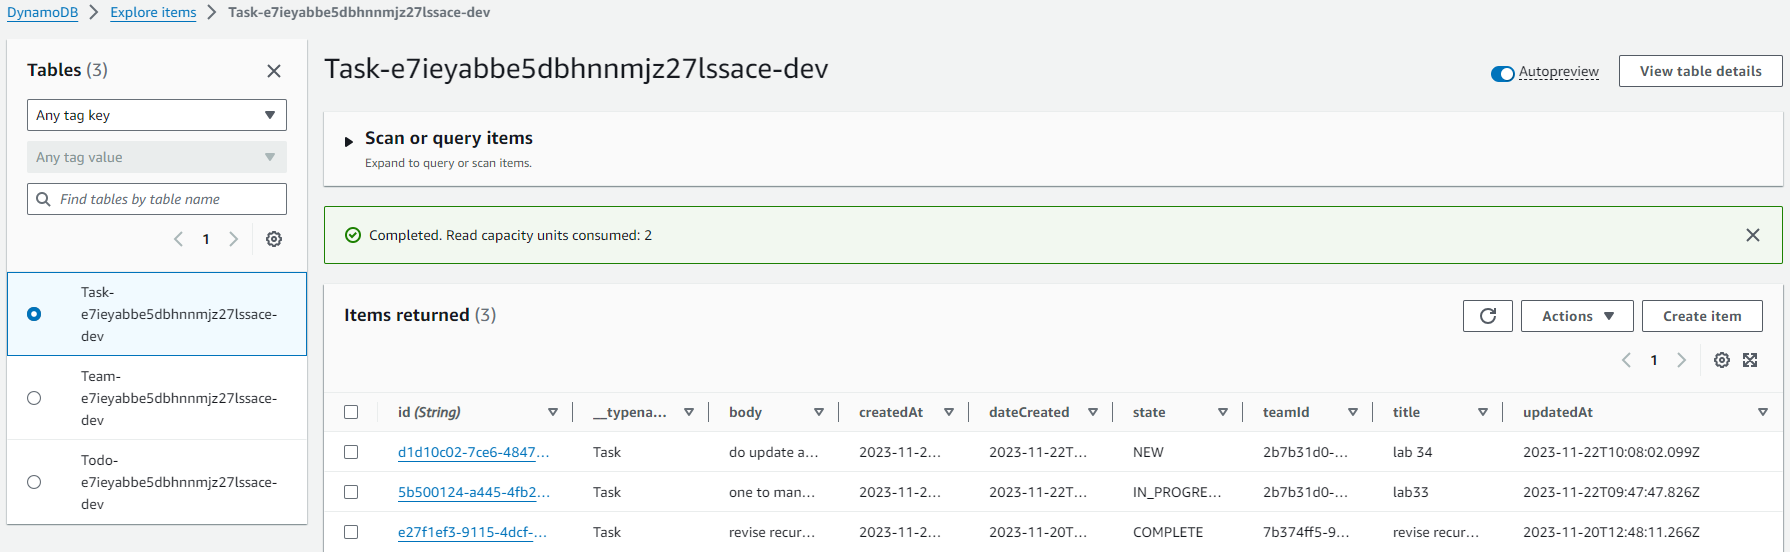 DynamoDB > Explore items > Task-e7ieyabbe5dbhnnmjz27lssace-dev
Tables (3)
Any tag key
Any tag value
Find tables by table name
1
Task-
e7ieyabbe5dbhnnmjz27lssace-
dev
Team-
e7ieyabbe5dbhnnmjz27lssace-
dev
Todo-
e7ieyabbe5dbhnnmjz27lssace-
dev
Task-e7ieyabbe5dbhnnmjz27lssace-dev
Autopreview
View table details
Scan or query items
Expand to query or scan items.
Completed. Read capacity units consumed: 2
Items returned (3)
Actions
Create item
1
id (String) __typena... body createdAt dateCreated state teamId title updatedAt
d1d10c02-7ce6-4847... Task do update a... 2023-11-2... 2023-11-22T... NEW 2b7b31d0-... lab 34 2023-11-22T10:08:02.099Z
5b500124-a445-4fb2... Task one to man... 2023-11-2... 2023-11-22T... IN_PROGRE... 2b7b31d0-... lab33 2023-11-22T09:47:47.826Z
e27f1ef3-9115-4dcf-... Task revise recur... 2023-11-2... 2023-11-20T... COMPLETE 7b374ff5-9... revise recur... 2023-11-20T12:48:11.266Z